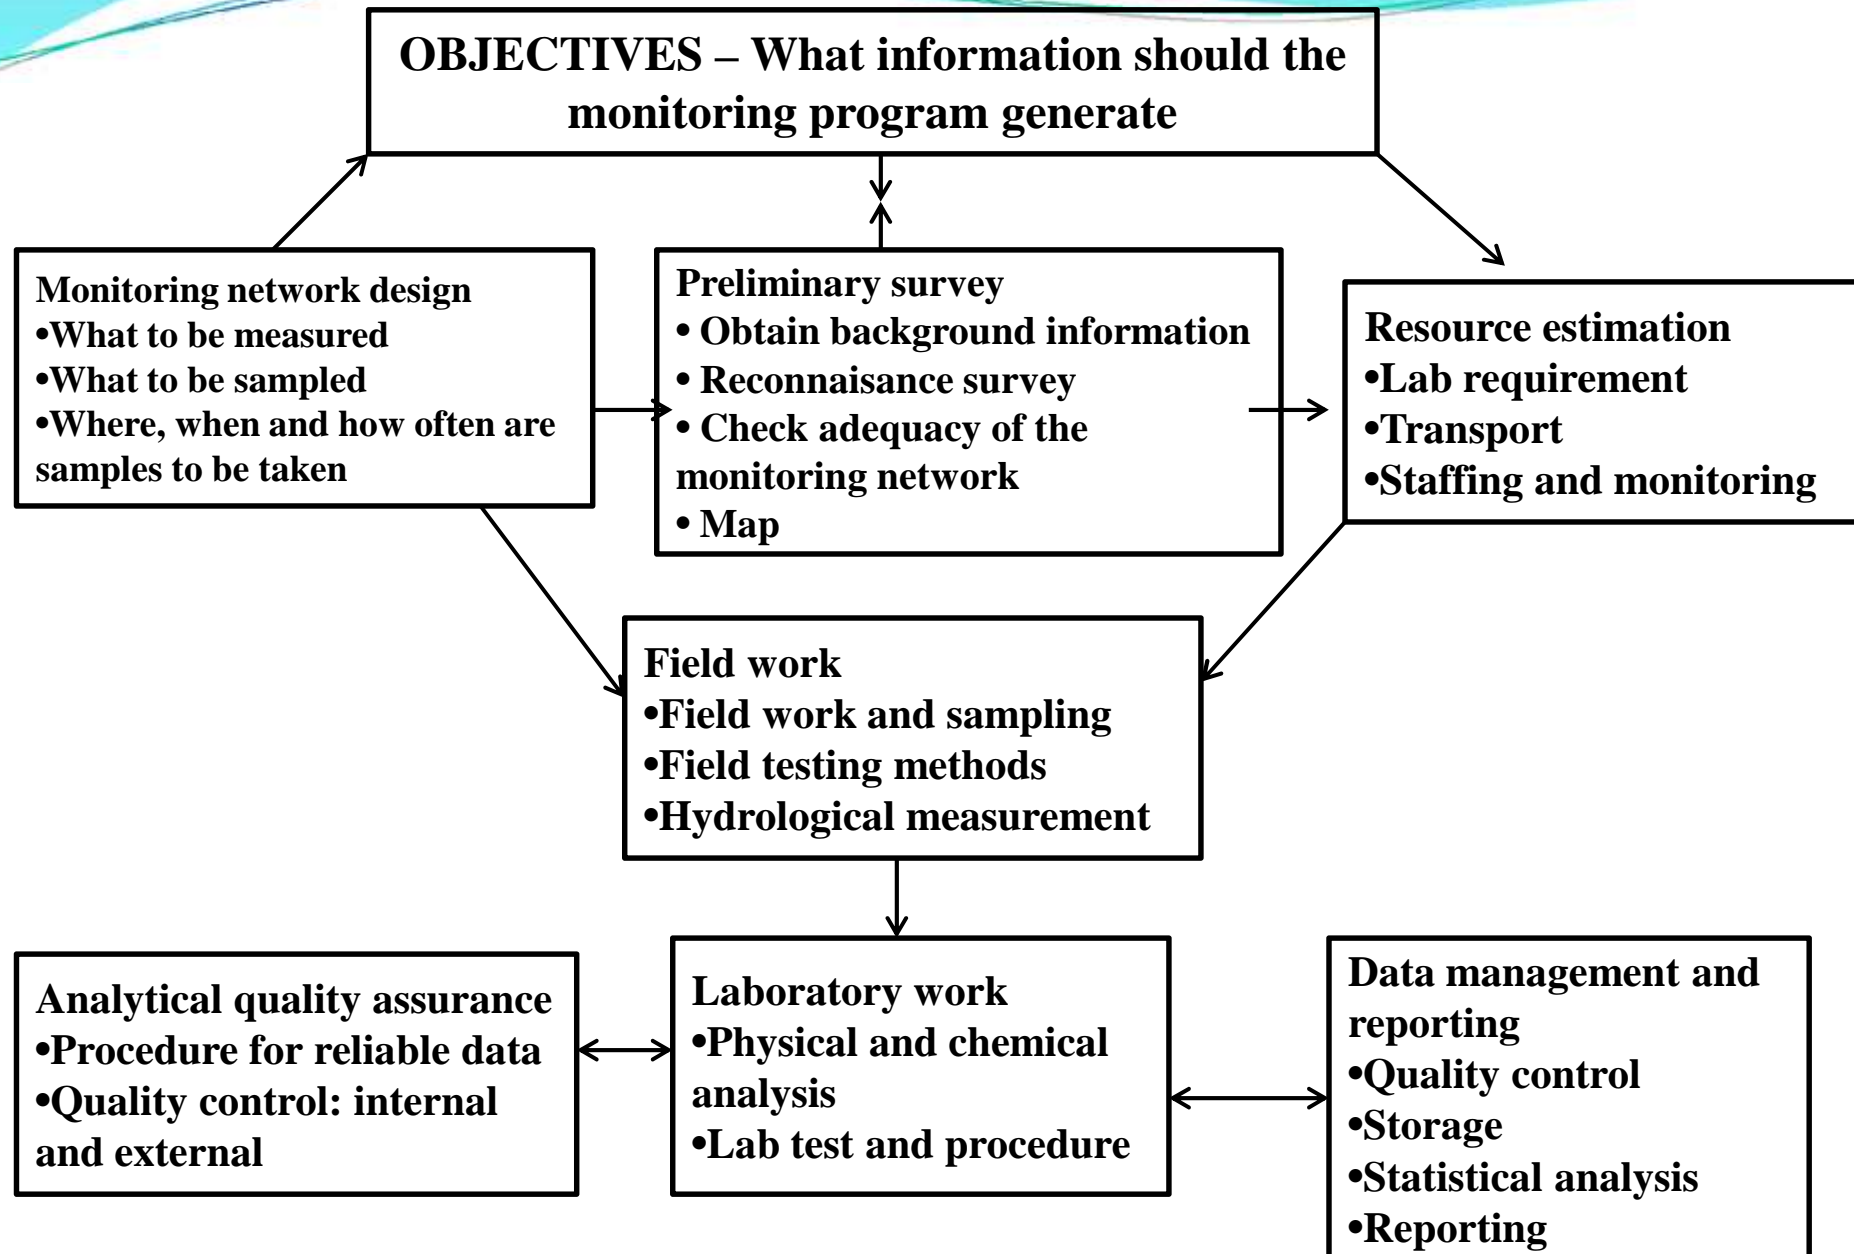 OBJECTIVES – What information should the
monitoring program generate
Monitoring network design
•What to be measured
•What to be sampled
•Where, when and how often are
samples to be taken
Preliminary survey
• Obtain background information
• Reconnaisance survey
• Check adequacy of the
monitoring network
• Map
Resource estimation
•Lab requirement
•Transport
•Staffing and monitoring
Field work
•Field work and sampling
•Field testing methods
•Hydrological measurement
Analytical quality assurance
•Procedure for reliable data
•Quality control: internal
and external
Laboratory work
•Physical and chemical
analysis
•Lab test and procedure
Data management and
reporting
•Quality control
•Storage
•Statistical analysis
•Reporting